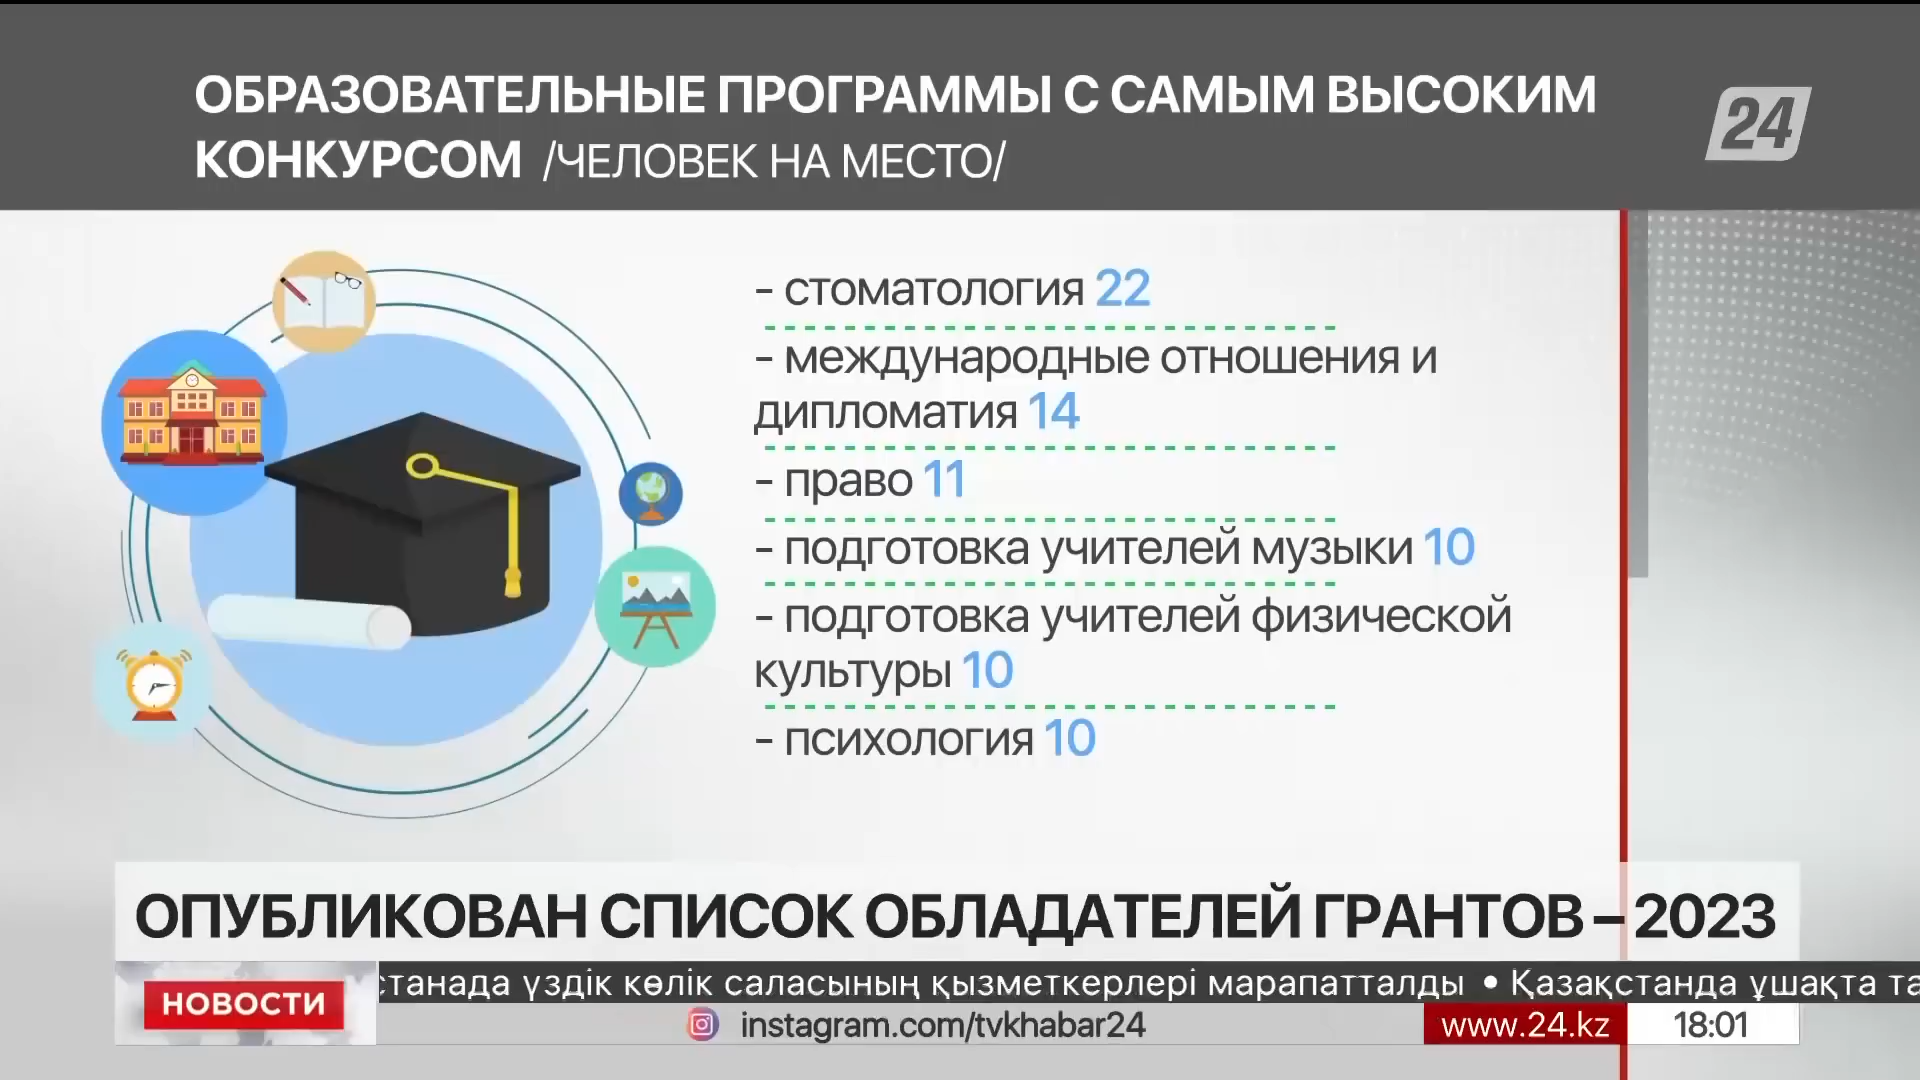 ОБРАЗОВАТЕЛЬНЫЕ ПРОГРАММЫ С САМЫМ ВЫСОКИМ
КОНКУРСОМ /ЧЕЛОВЕК НА МЕСТО/
24
- стоматология 22
- международные отношения и
дипломатия 14
- право 11
- подготовка учителей музыки 10
- подготовка учителей физической
культуры 10
- психология 10
ОПУБЛИКОВАН СПИСОК ОБЛАДАТЕЛЕЙ ГРАНТОВ – 2023
НОВОСТИ
станада үздік көлік саласының қызметкерлері марапатталды • Қазақстанда ұшақта та
instagram.com/tvkhabar24
www.24.kz
18:01